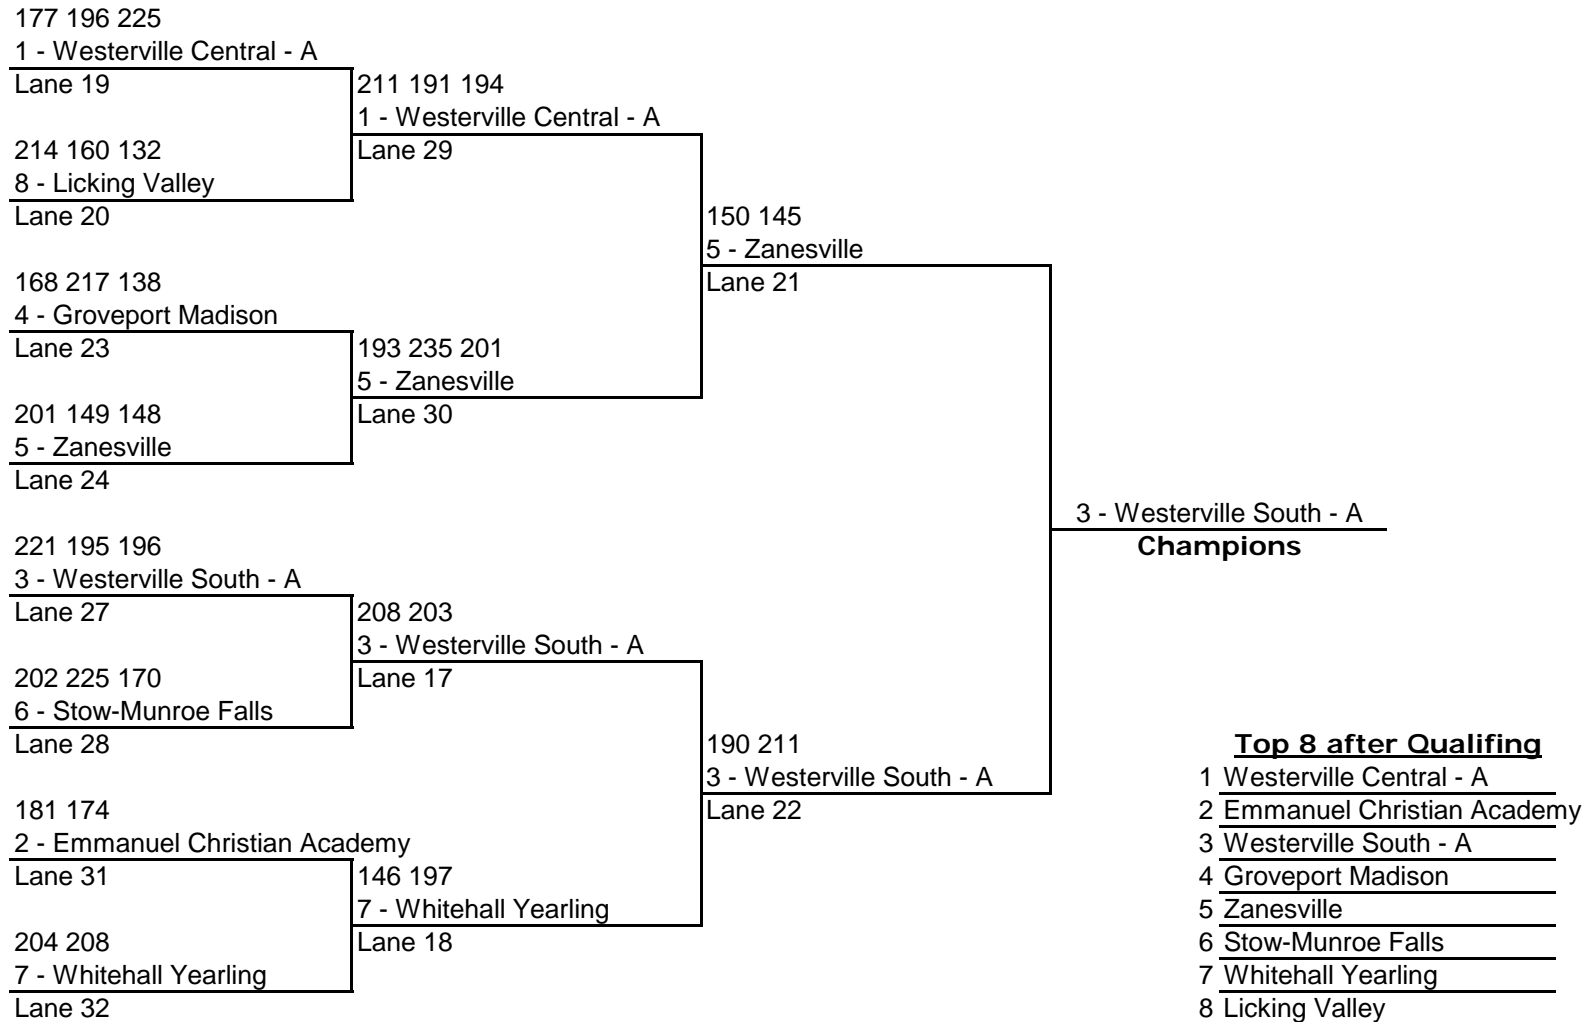 177 196 225
1 - Westerville Central - A
Lane 19
214 160 132
8 - Licking Valley
Lane 20
168 217 138
4 - Groveport Madison
Lane 23
201 149 148
5 - Zanesville
Lane 24
221 195 196
3 - Westerville South - A
Lane 27
202 225 170
6 - Stow-Munroe Falls
Lane 28
181 174
2 - Emmanuel Christian Academy
Lane 31
204 208
7 - Whitehall Yearling
Lane 32
211 191 194
1 - Westerville Central - A
Lane 29
193 235 201
5 - Zanesville
Lane 30
208 203
3 - Westerville South - A
Lane 17
146 197
7 - Whitehall Yearling
Lane 18
150 145
5 - Zanesville
Lane 21
190 211
3 - Westerville South - A
Lane 22
3 - Westerville South - A
Champions
Top 8 after Qualifing
1 Westerville Central - A
2 Emmanuel Christian Academy
3 Westerville South - A
4 Groveport Madison
5 Zanesville
6 Stow-Munroe Falls
7 Whitehall Yearling
8 Licking Valley